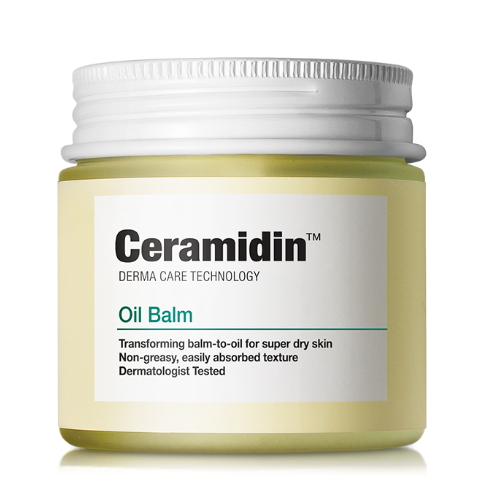 Ceramidin™
DERMA CARE TECHNOLOGY
Oil Balm
Transforming balm-to-oil for super dry skin
Non-greasy, easily absorbed texture
Dermatologist Tested